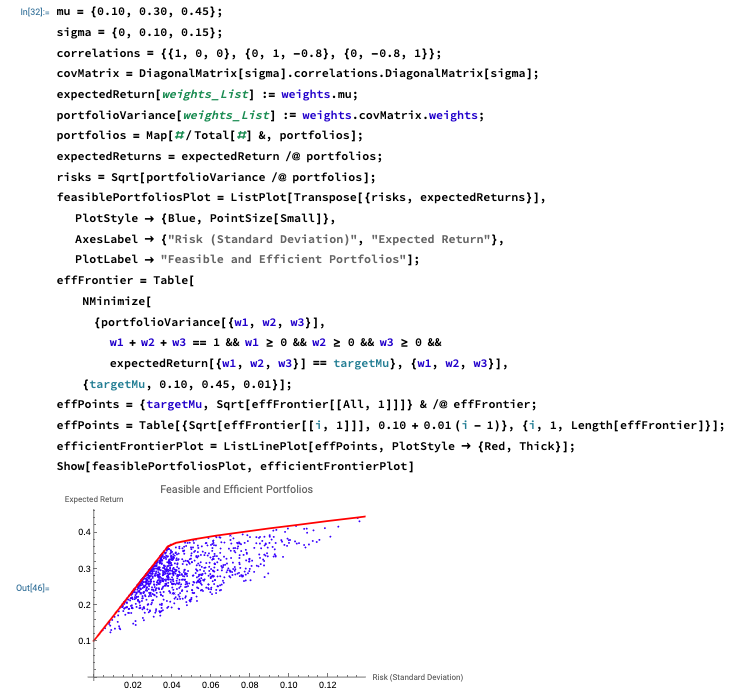 In[32]:= mu = {0.10, 0.30, 0.45};
sigma = {0, 0.10, 0.15};
correlations = {{1, 0, 0}, {0, 1, -0.8}, {0, -0.8, 1}};
covMatrix = DiagonalMatrix[sigma].correlations.DiagonalMatrix[sigma];
expectedReturn[weights_List] := weights.mu;
portfolioVariance[weights_List] := weights.covMatrix.weights;
portfolios = Map[#/Total[#] &, portfolios];
expectedReturns = expectedReturn /@ portfolios;
risks = Sqrt[portfolioVariance /@ portfolios];
feasiblePortfoliosPlot = ListPlot[Transpose[{risks, expectedReturns}],
PlotStyle → {Blue, PointSize[Small]},
AxesLabel → {"Risk (Standard Deviation)", "Expected Return"},
PlotLabel → "Feasible and Efficient Portfolios"];
effFrontier = Table[
NMinimize[
{portfolioVariance[{w1, w2, w3}],
w1 + w2 + w3 == 1 && w1 ≥ 0 && w2 ≥ 0 && w3 ≥ 0 &&
expectedReturn[{w1, w2, w3}] == targetMu}, {w1, w2, w3}],
{targetMu, 0.10, 0.45, 0.01}];
effPoints = {targetMu, Sqrt[effFrontier[[All, 1]]]} & /@ effFrontier;
effPoints = Table[{Sqrt[effFrontier[[i, 1]]], 0.10 + 0.01 (i - 1)}, {i, 1, Length[effFrontier]}];
efficientFrontierPlot = ListLinePlot[effPoints, PlotStyle → {Red, Thick}];
Show[feasiblePortfoliosPlot, efficientFrontierPlot]
Feasible and Efficient Portfolios
Expected Return
0.4
0.3
Out[46]=
0.2
0.1
Risk (Standard Deviation)
0.02 0.04 0.06 0.08 0.10 0.12